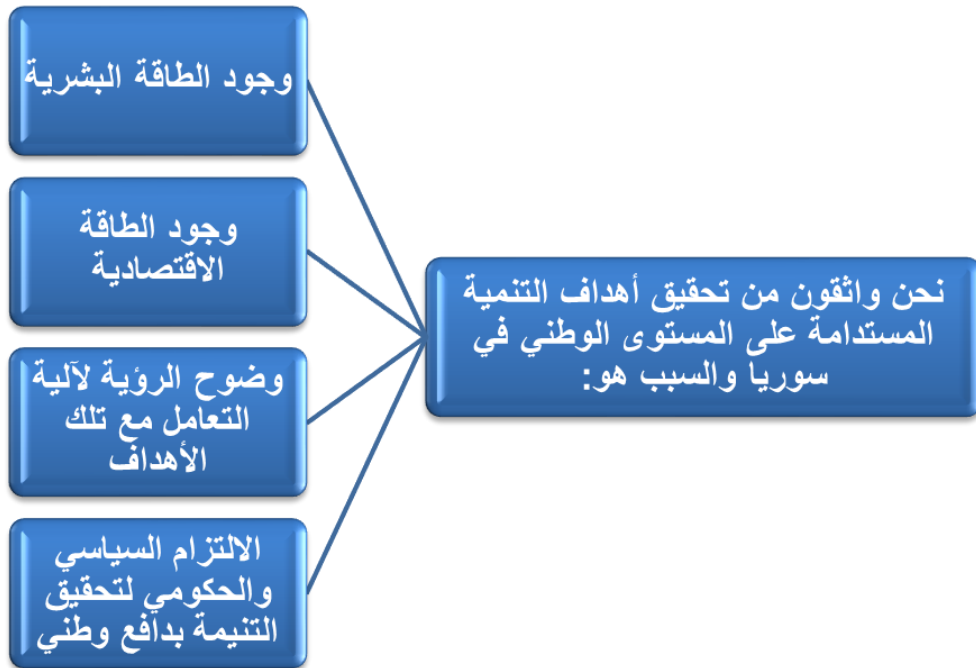 نحن واثقون من تحقيق أهداف التنمية
المستدامة على المستوى الوطني في
سوريا والسبب هو:
وجود الطاقة البشرية
وجود الطاقة
الاقتصادية
وضوح الرؤية لآلية
التعامل مع تلك
الأهداف
الالتزام السياسي
والحكومي لتحقيق
التنيمة بدافع وطني